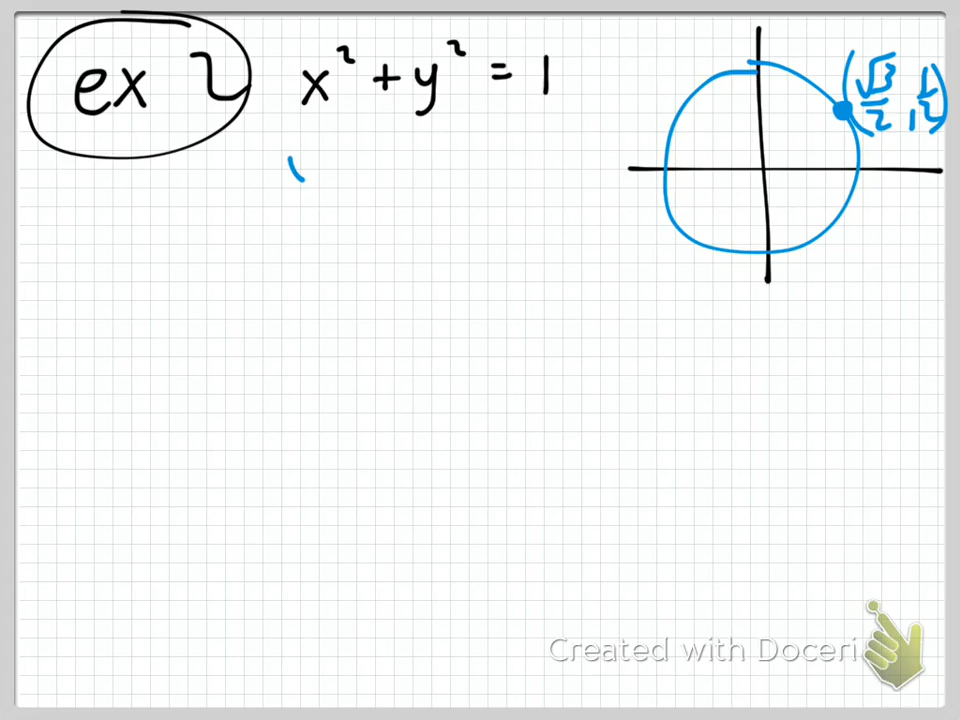 ex 2 x² + y² = 1
(√3/2, 1/2)
(
Created with Doceri